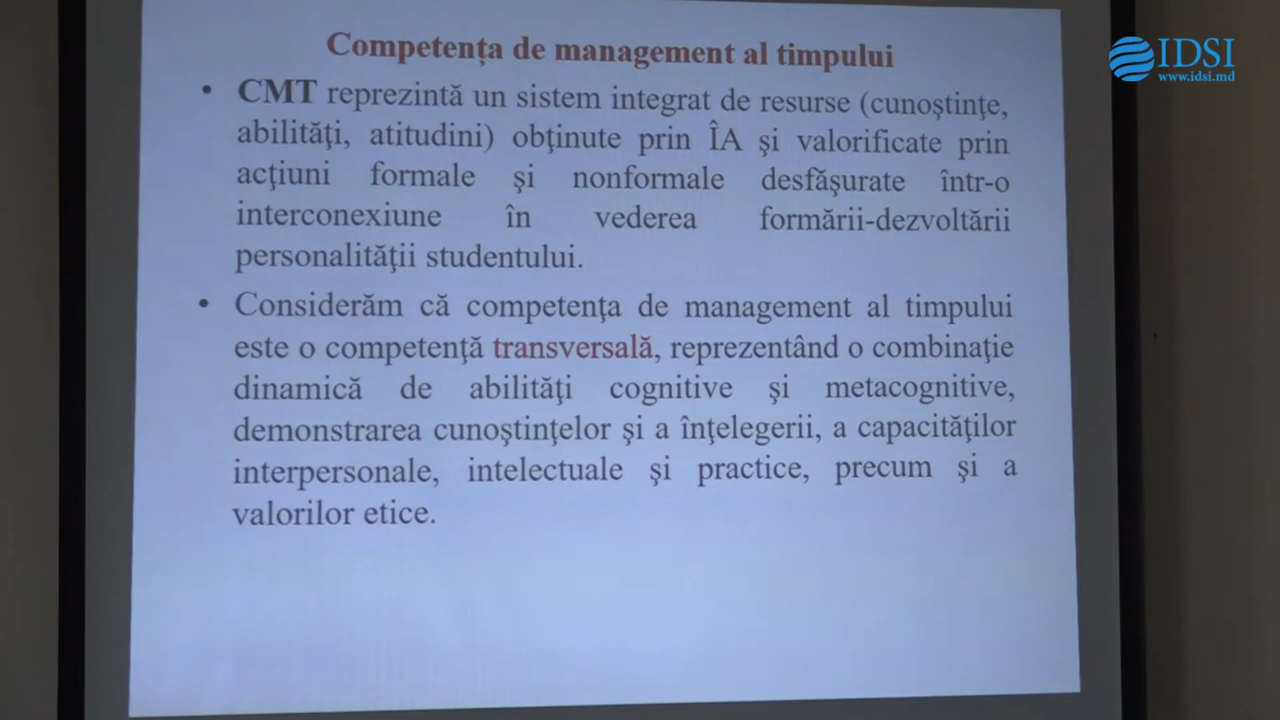 Competența de management al timpului
• CMT reprezintă un sistem integrat de resurse (cunoştinţe,
abilităţi, atitudini) obţinute prin ÎA şi valorificate prin
acţiuni formale şi nonformale desfăşurate într-o
interconexiune în vederea formării-dezvoltării
personalităţii studentului.
• Considerăm că competenţa de management al timpului
este o competenţă transversală, reprezentând o combinaţie
dinamică de abilităţi cognitive şi metacognitive,
demonstrarea cunoştinţelor şi a înţelegerii, a capacităţilor
interpersonale, intelectuale şi practice, precum şi a
valorilor etice.
IDSI
www.idsi.md